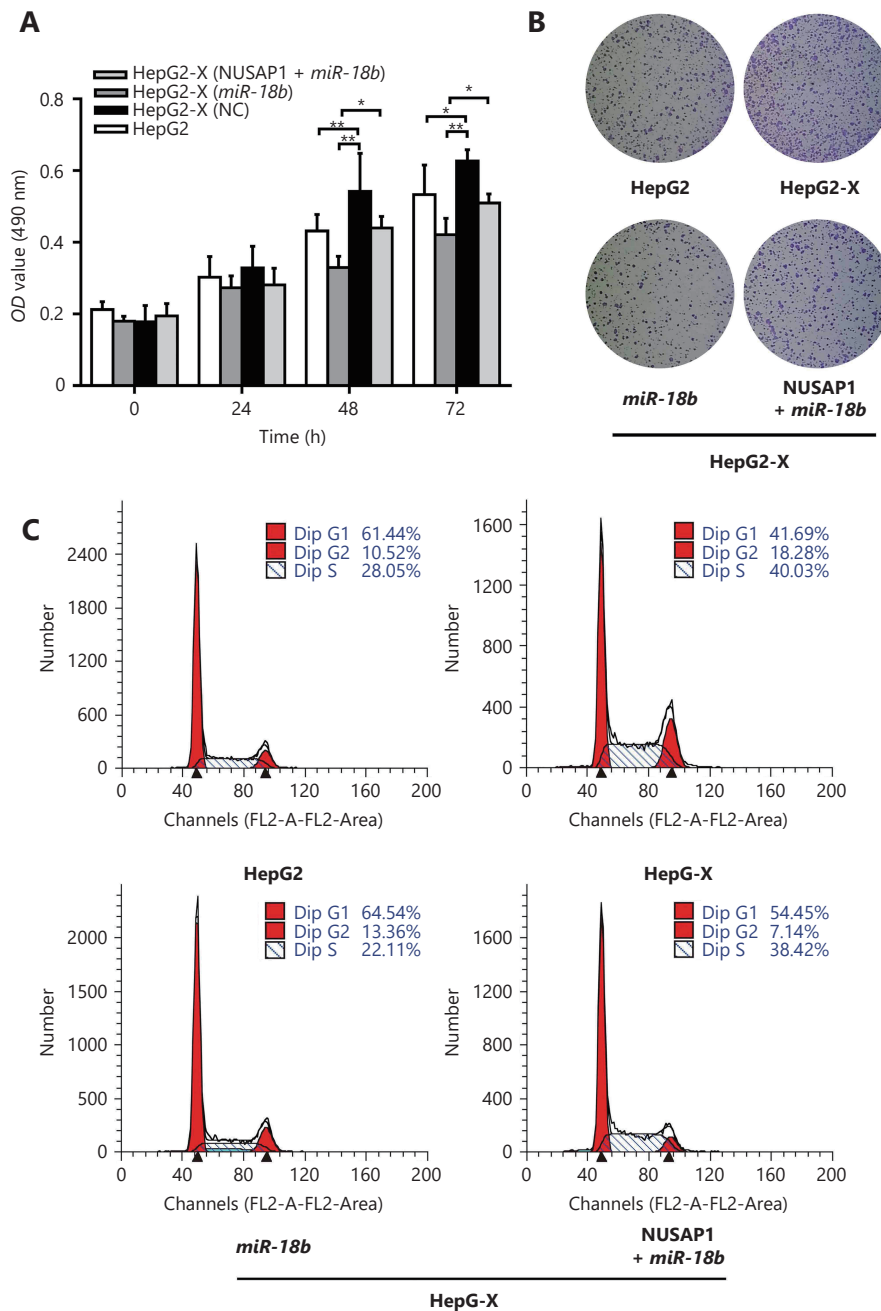 A
HepG2-X (NUSAP1 + miR-18b)
HepG2-X (miR-18b)
HepG2-X (NC)
HepG2
0.8
0.6
0.4
0.2
0
OD value (490 nm)
* ** **
* * **
0 24 48 72
Time (h)
B
HepG2 HepG2-X
miR-18b NUSAP1
+ miR-18b
HepG2-X
C
Dip G1 61.44%
Dip G2 10.52%
Dip S 28.05%
2400
1800
1200
600
0
Number
0 40 80 120 160 200
Channels (FL2-A-FL2-Area)
HepG2
Dip G1 41.69%
Dip G2 18.28%
Dip S 40.03%
1600
1200
800
400
0
Number
0 40 80 120 160 200
Channels (FL2-A-FL2-Area)
HepG-X
Dip G1 64.54%
Dip G2 13.36%
Dip S 22.11%
2000
1500
1000
500
0
Number
0 40 80 120 160 200
Channels (FL2-A-FL2-Area)
miR-18b
Dip G1 54.45%
Dip G2 7.14%
Dip S 38.42%
1600
1200
800
400
0
Number
0 40 80 120 160 200
Channels (FL2-A-FL2-Area)
NUSAP1
+ miR-18b
HepG-X